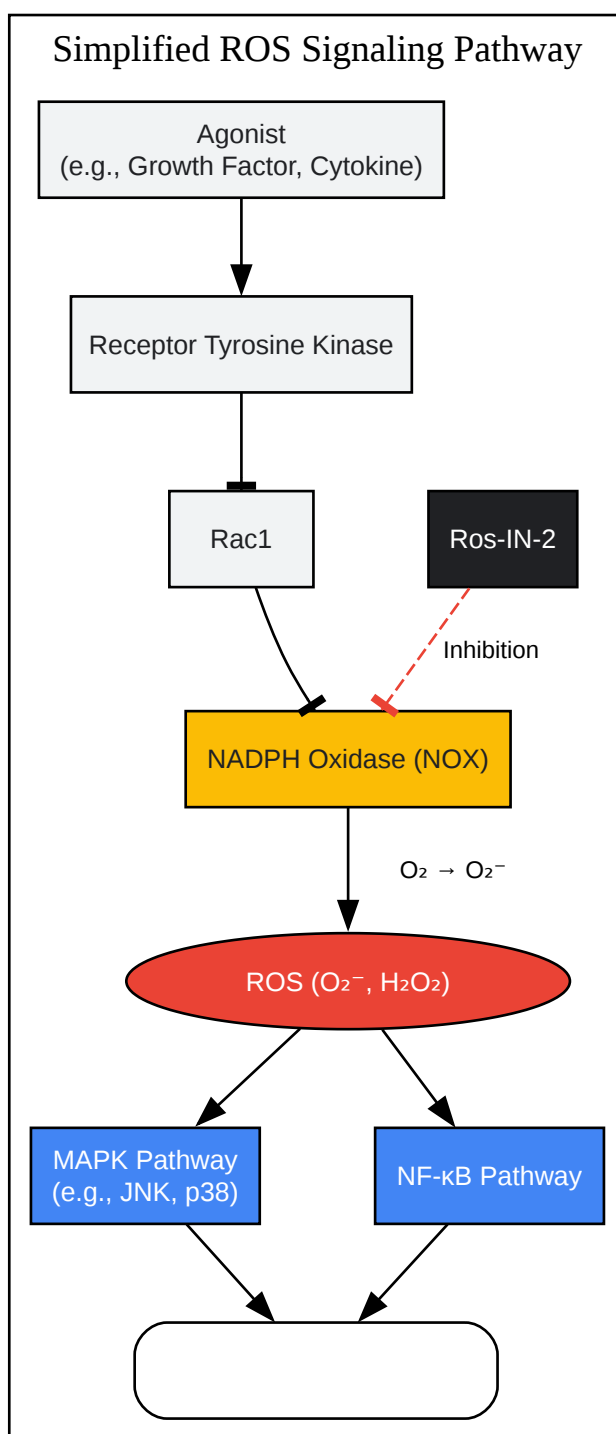 Simplified ROS Signaling Pathway
Agonist
(e.g., Growth Factor, Cytokine)
Receptor Tyrosine Kinase
Rac1
Ros-IN-2
Inhibition
NADPH Oxidase (NOX)
O₂ → O₂⁻
ROS (O₂⁻, H₂O₂)
MAPK Pathway
(e.g., JNK, p38)
NF-κB Pathway